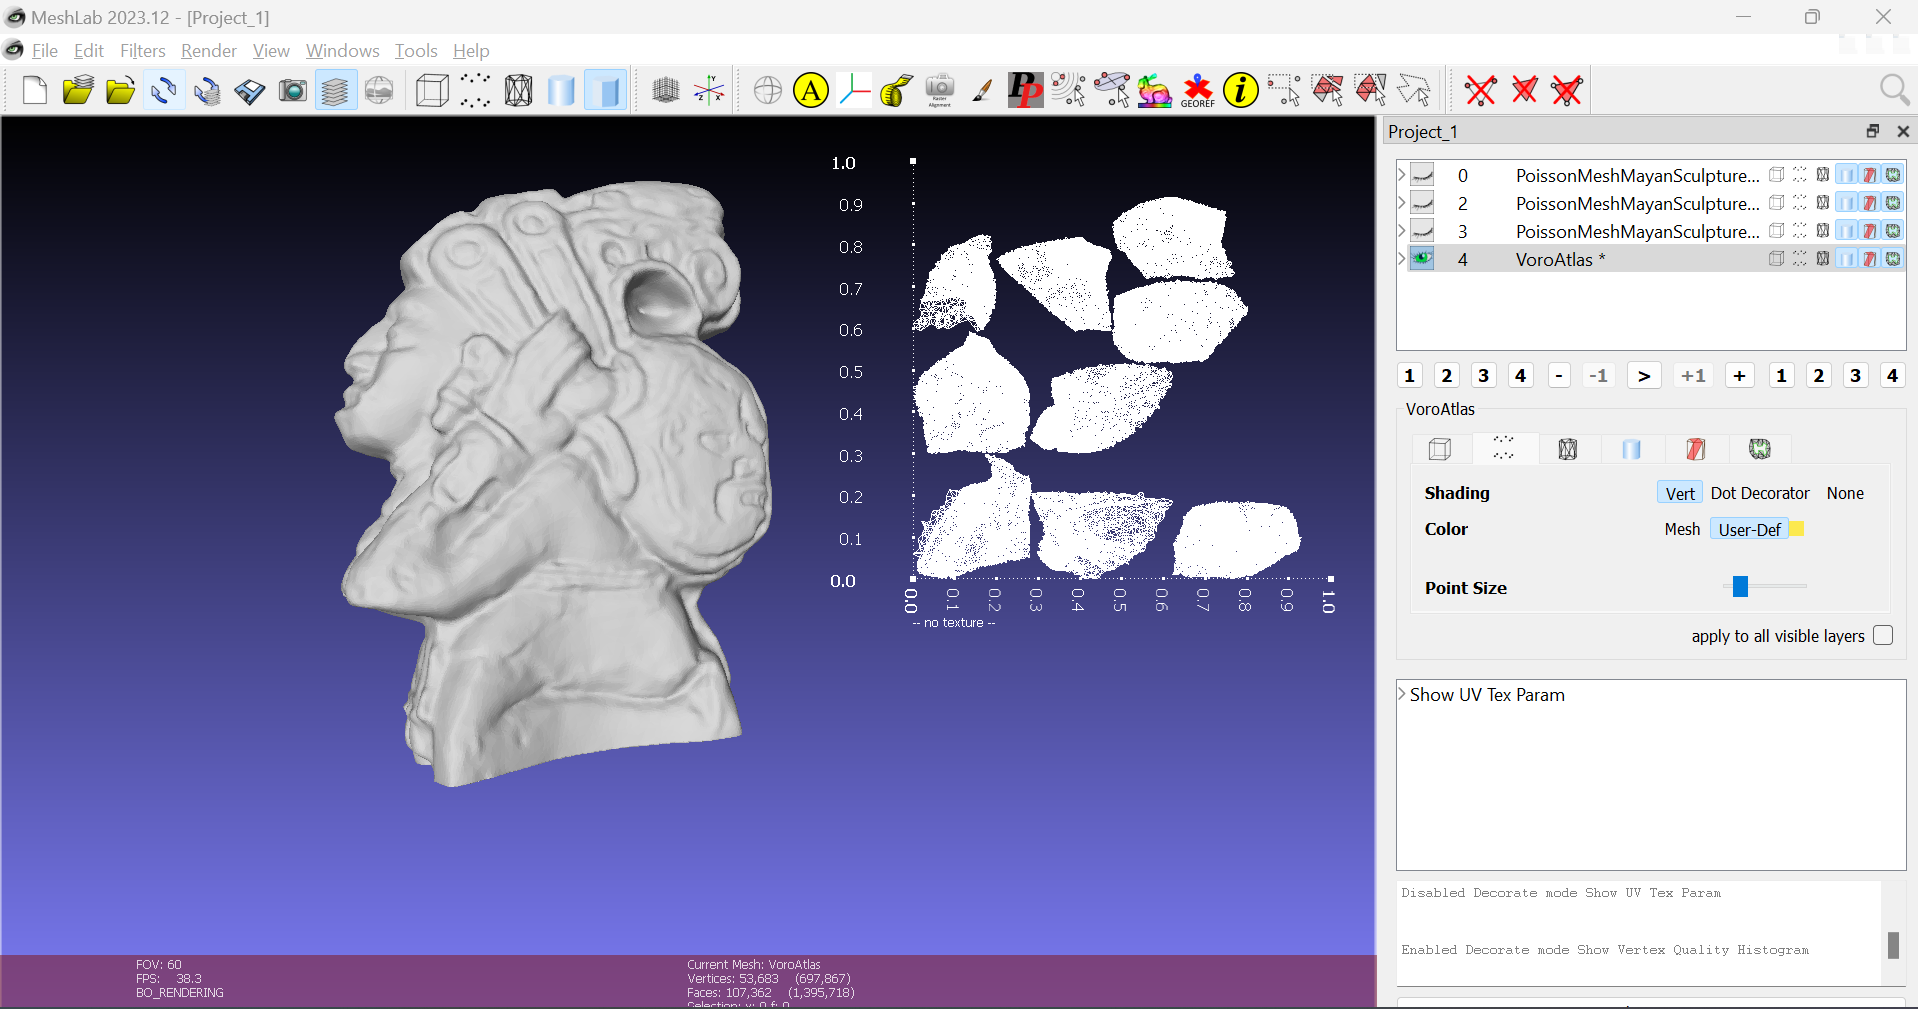 MeshLab 2023.12 - [Project_1]
File Edit Filters Render View Windows Tools Help
A Raster Alignment PP GEOREF i
Project_1
0 PoissonMeshMayanSculpture...
2 PoissonMeshMayanSculpture...
3 PoissonMeshMayanSculpture...
4 VoroAtlas *
1 2 3 4 - -1 > +1 + 1 2 3 4
VoroAtlas
Shading Vert Dot Decorator None
Color Mesh User-Def
Point Size
apply to all visible layers
Show UV Tex Param
Disabled Decorate mode Show UV Tex Param
Enabled Decorate mode Show Vertex Quality Histogram
1.0
0.9
0.8
0.7
0.6
0.5
0.4
0.3
0.2
0.1
0.0
0.0 0.1 0.2 0.3 0.4 0.5 0.6 0.7 0.8 0.9 1.0
-- no texture --
FOV: 60
FPS: 38.3
BO_RENDERING
Current Mesh: VoroAtlas
Vertices: 53,683 (697,867)
Faces: 107,362 (1,395,718)
Selection: v: 0 f: 0